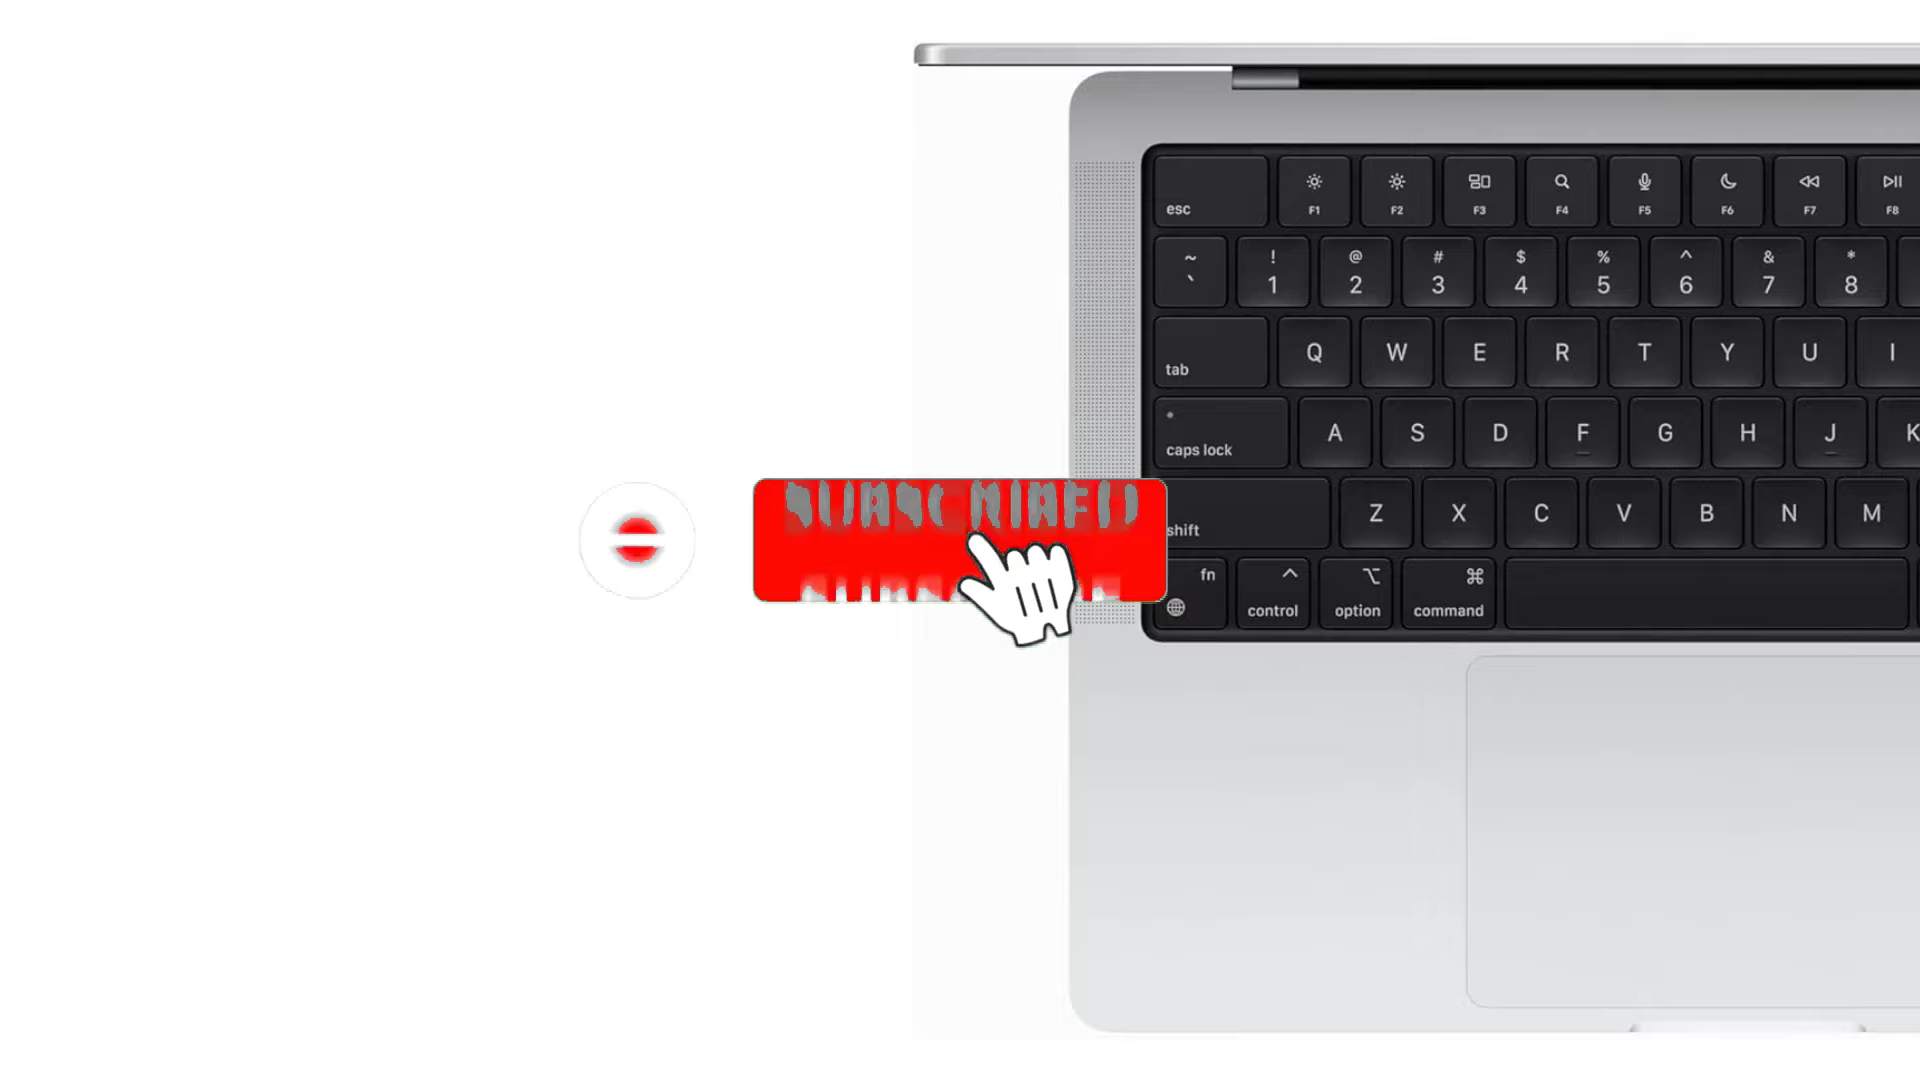 esc F1 F2 F3 F4 F5 F6 F7 F8
~ ! @ # $ % ^ & *
` 1 2 3 4 5 6 7 8
tab Q W E R T Y U I
caps lock A S D F G H J K
shift Z X C V B N M
fn control option command